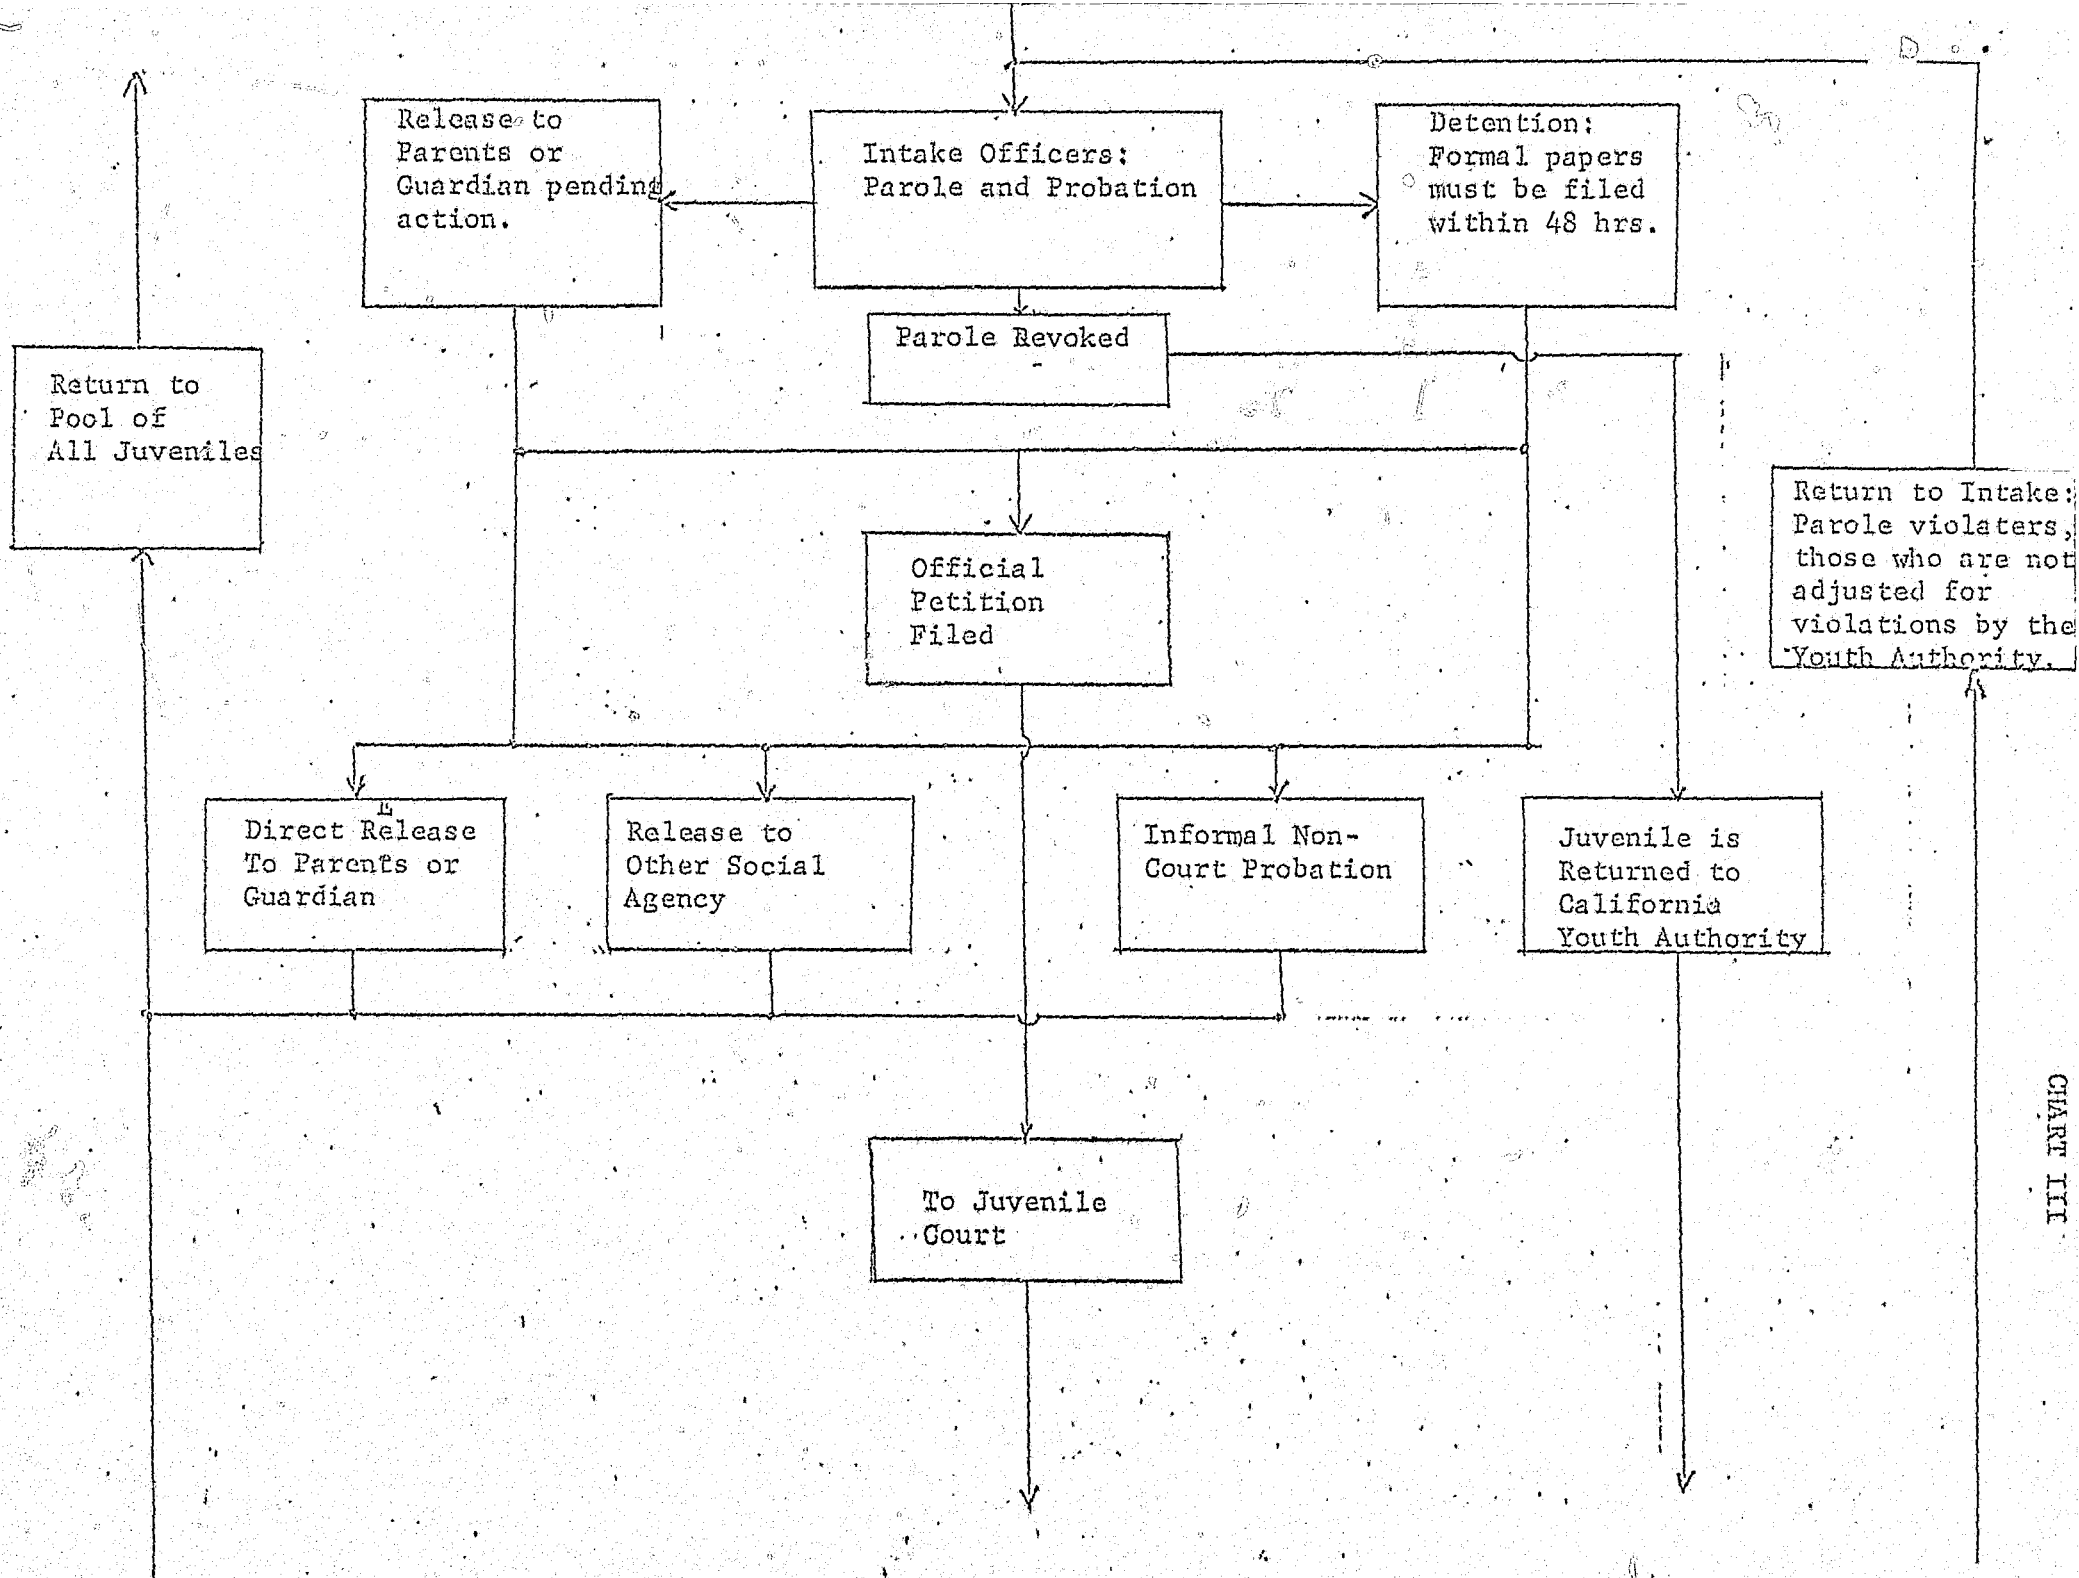 Release to
Parents or
Guardian pending
action.
Intake Officers:
Parole and Probation
Detention:
Formal papers
must be filed
within 48 hrs.
Parole Revoked
Return to
Pool of
All Juveniles
Return to Intake:
Parole violaters,
those who are not
adjusted for
violations by the
Youth Authority.
Official
Petition
Filed
Direct Release
To Parents or
Guardian
Release to
Other Social
Agency
Informal Non-
Court Probation
Juvenile is
Returned to
California
Youth Authority
To Juvenile
Court
CHART III